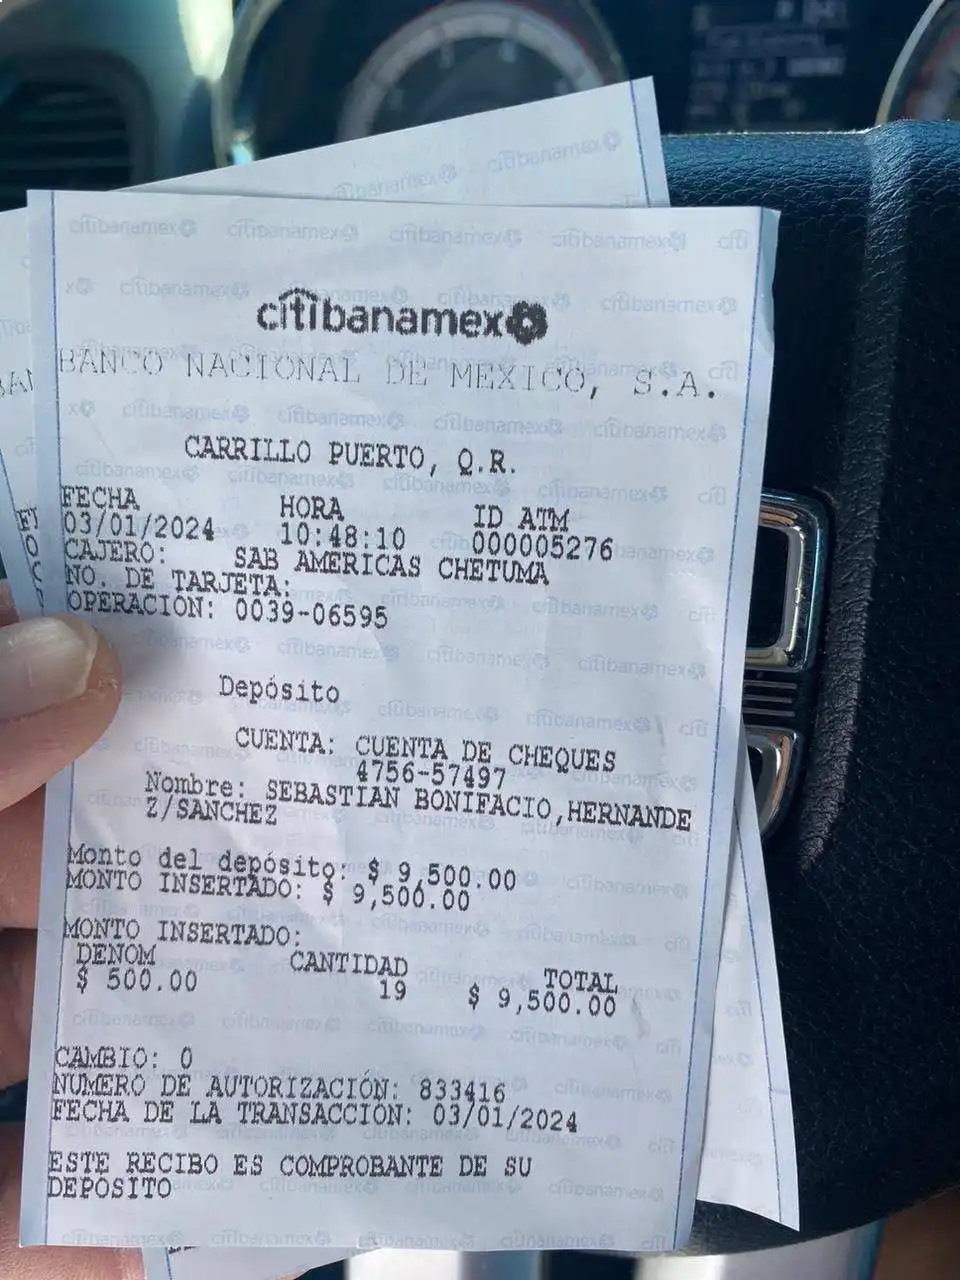 citibanamex
BANCO NACIONAL DE MEXICO, S.A.
CARRILLO PUERTO, Q.R.
FECHA HORA ID ATM
03/01/2024 10:48:10 000005276
CAJERO: SAB AMERICAS CHETUMA
NO. DE TARJETA:
OPERACIÓN: 0039-06595
Depósito
CUENTA: CUENTA DE CHEQUES
4756-57497
Nombre: SEBASTIAN BONIFACIO,HERNANDE
Z/SANCHEZ
Monto del depósito: $ 9,500.00
MONTO INSERTADO: $ 9,500.00
MONTO INSERTADO:
DENOM CANTIDAD TOTAL
$ 500.00 19 $ 9,500.00
CAMBIO: 0
NUMERO DE AUTORIZACIÓN: 833416
FECHA DE LA TRANSACCION: 03/01/2024
ESTE RECIBO ES COMPROBANTE DE SU
DEPOSITO